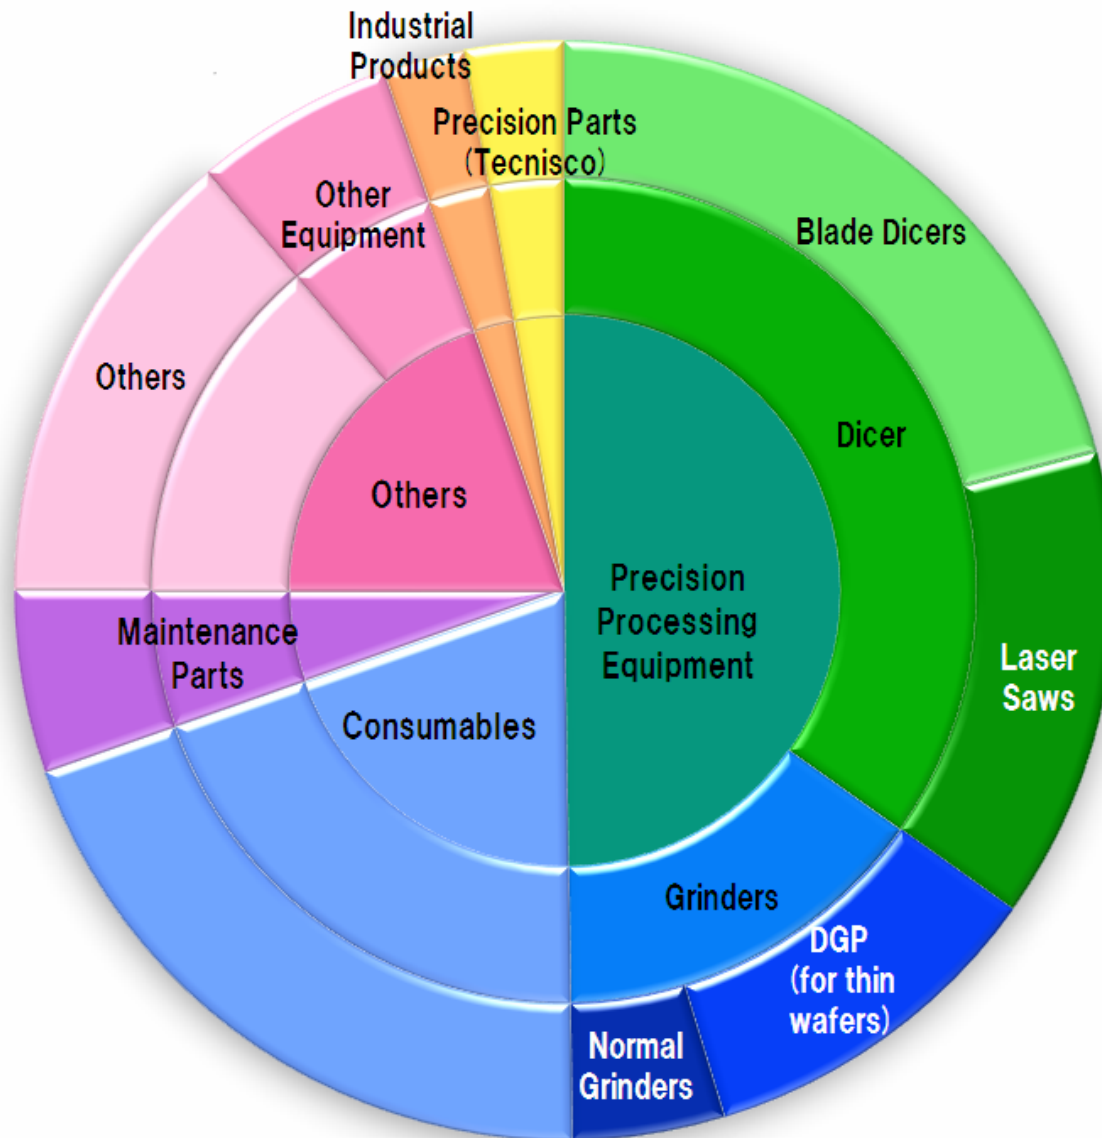 Industrial
Products
Precision Parts
(Tecnisco)
Other
Equipment
Blade Dicers
Others
Dicer
Others
Precision
Processing
Equipment
Maintenance
Parts
Laser
Saws
Consumables
Grinders
DGP
(for thin
wafers)
Normal
Grinders